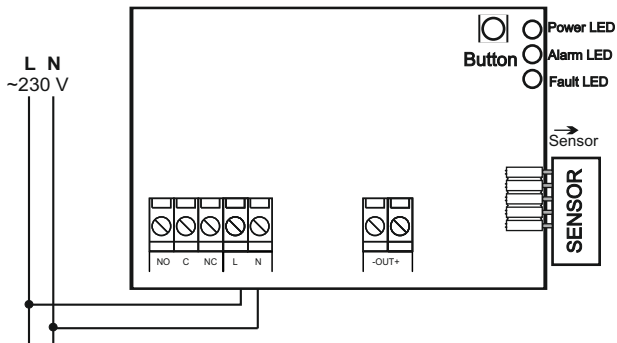 L N
~230 V
Button
Power LED
Alarm LED
Fault LED
Sensor
SENSOR
NO C NC L N
-OUT+